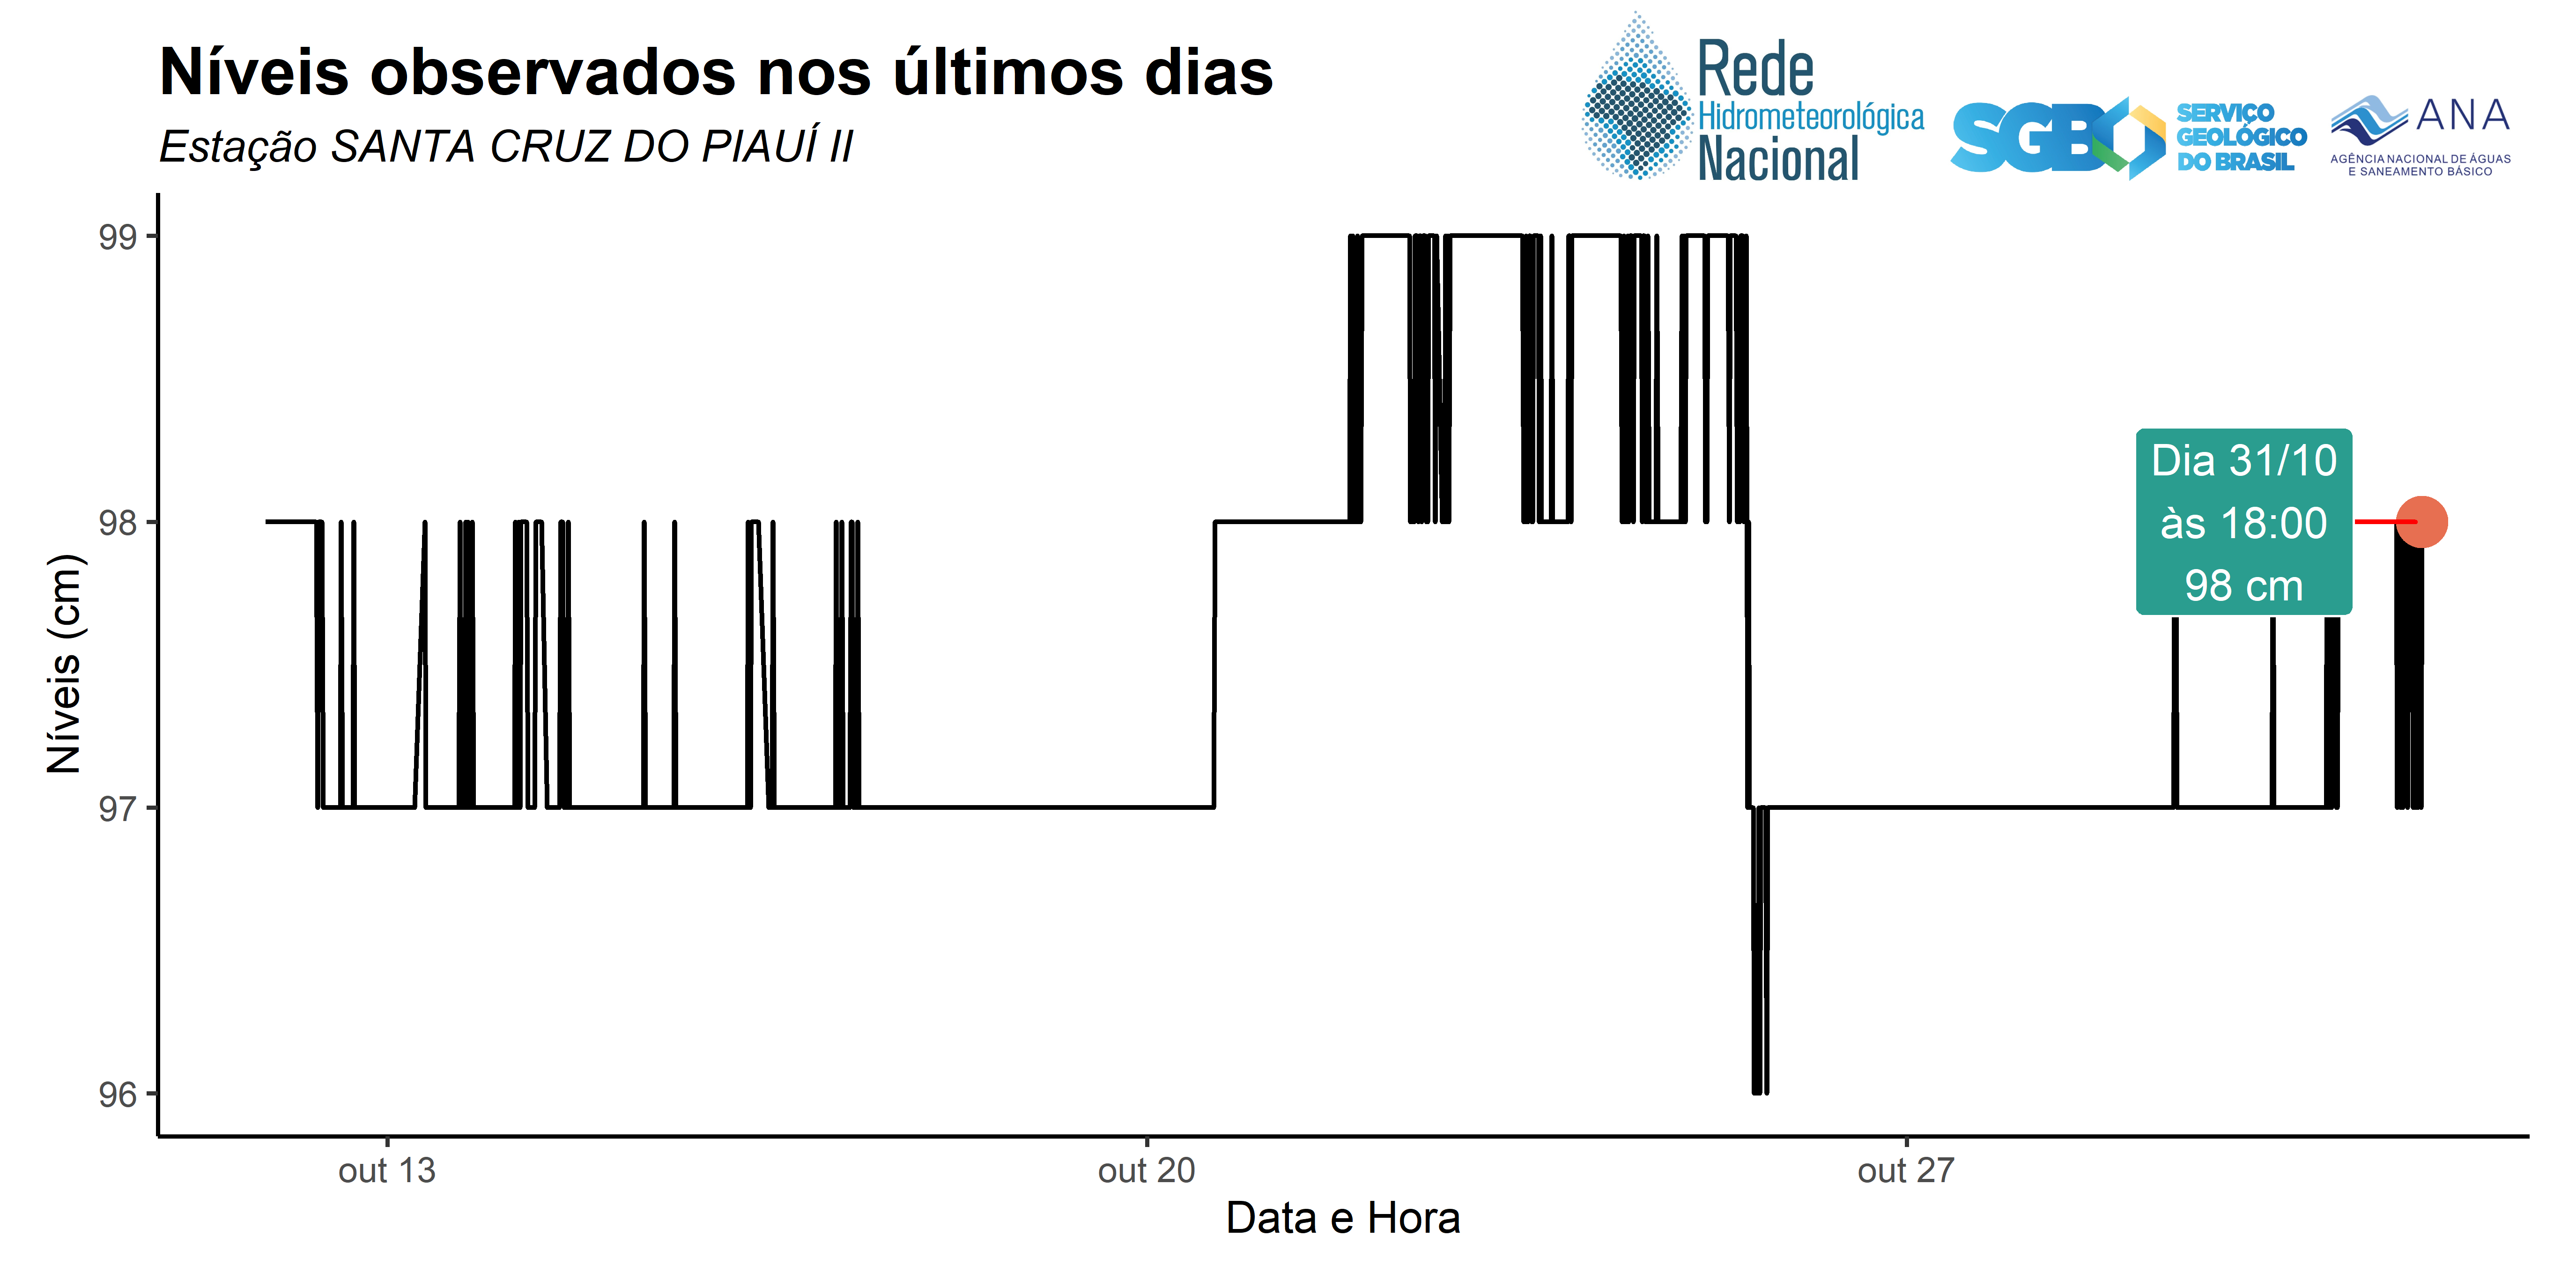 Níveis observados nos últimos dias
Estação SANTA CRUZ DO PIAUÍ II
Rede
Hidrometeorológica
Nacional
SGB
SERVIÇO
GEOLÓGICO
DO BRASIL
ANA
AGÊNCIA NACIONAL DE ÁGUAS
E SANEAMENTO BÁSICO
Níveis (cm)
99
98
97
96
Dia 31/10
às 18:00
98 cm
out 13
out 20
out 27
Data e Hora